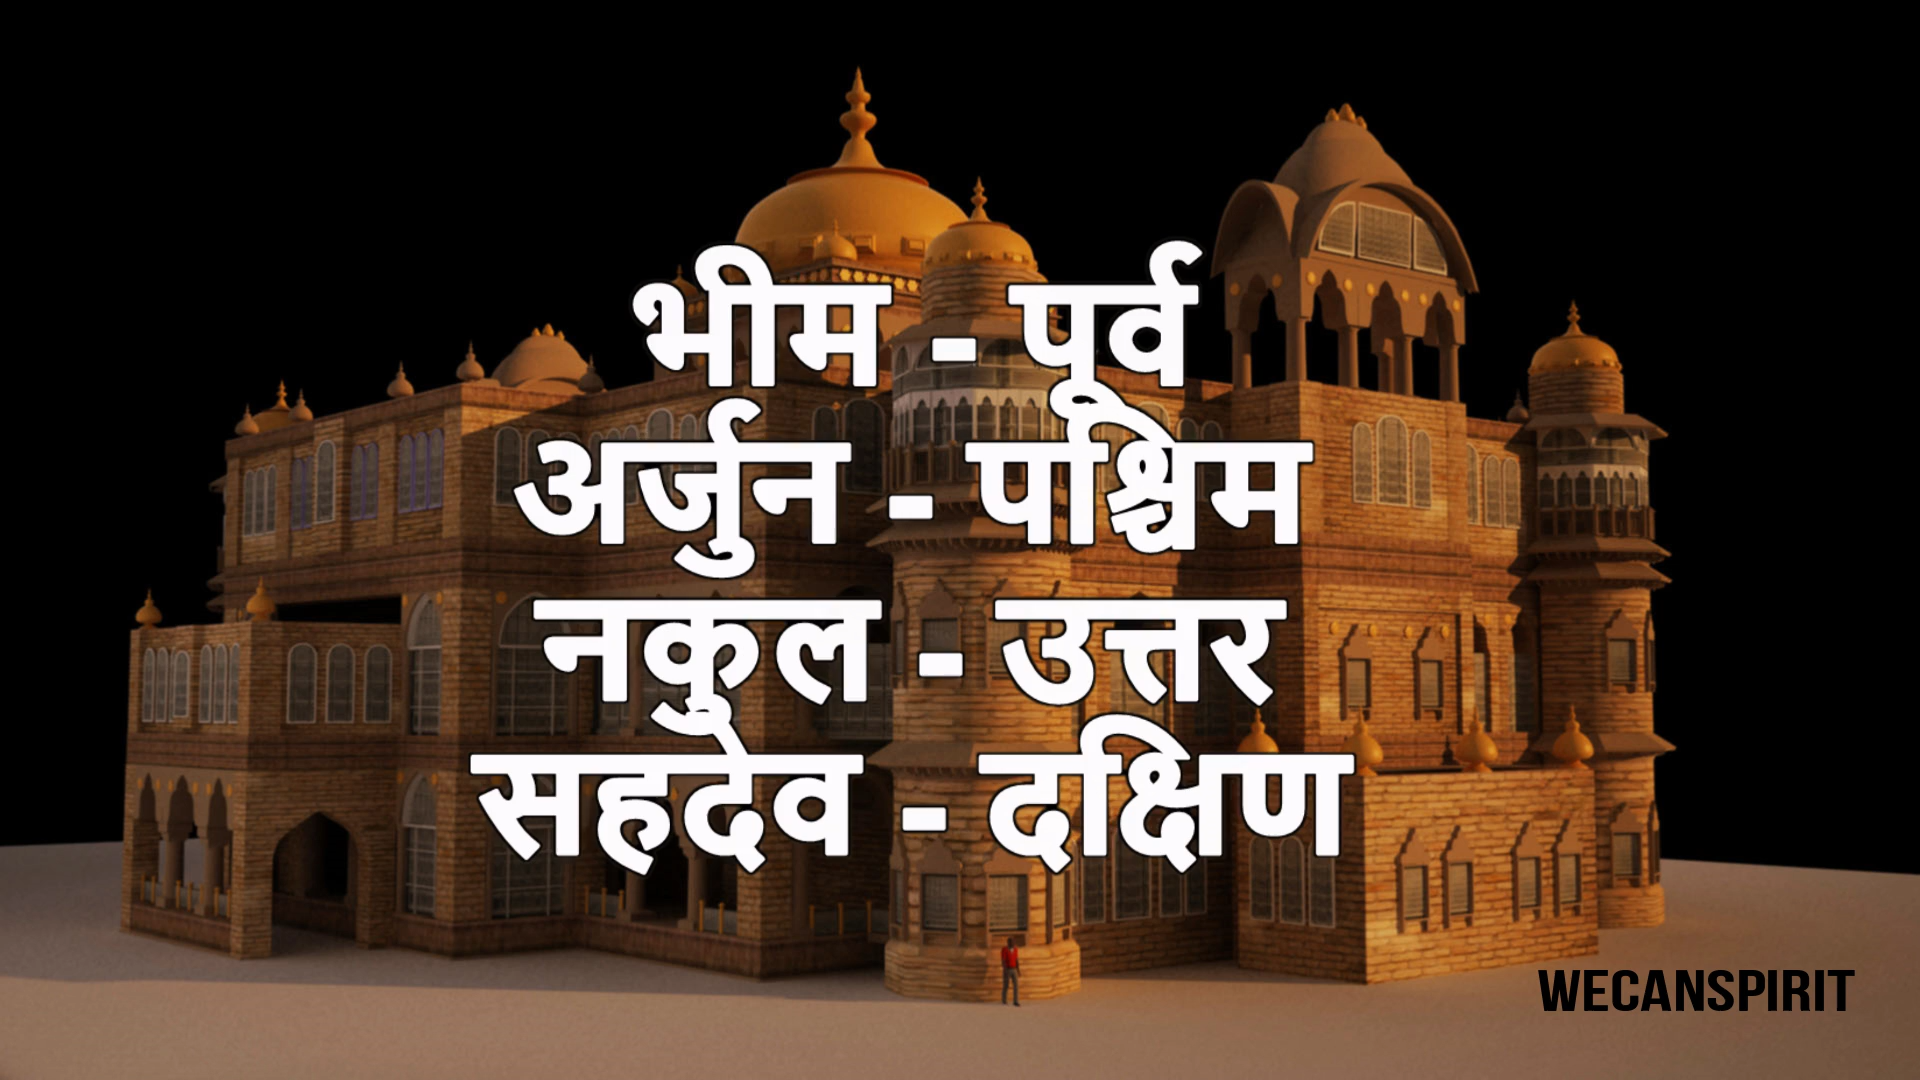 भीम - पूर्व
अर्जुन - पश्चिम
नकुल - उत्तर
सहदेव - दक्षिण
WECANSPIRIT